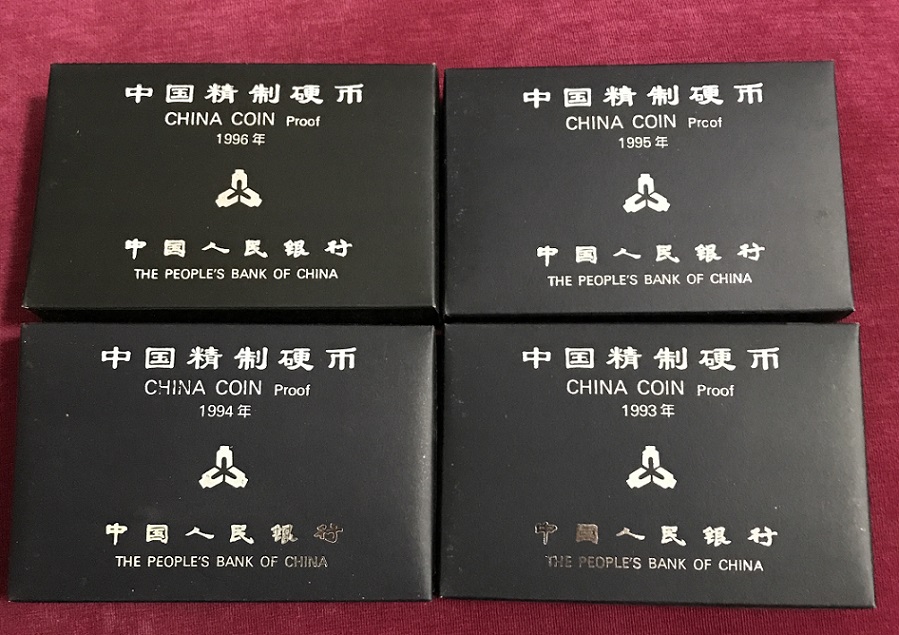 中国精制硬币
CHINA COIN Proof
1996年
中国人民银行
THE PEOPLE'S BANK OF CHINA
中国精制硬币
CHINA COIN Proof
1995年
中国人民银行
THE PEOPLE'S BANK OF CHINA
中国精制硬币
CHINA COIN Proof
1994年
中国人民银行
THE PEOPLE'S BANK OF CHINA
中国精制硬币
CHINA COIN Proof
1993年
中国人民银行
THE PEOPLE'S BANK OF CHINA